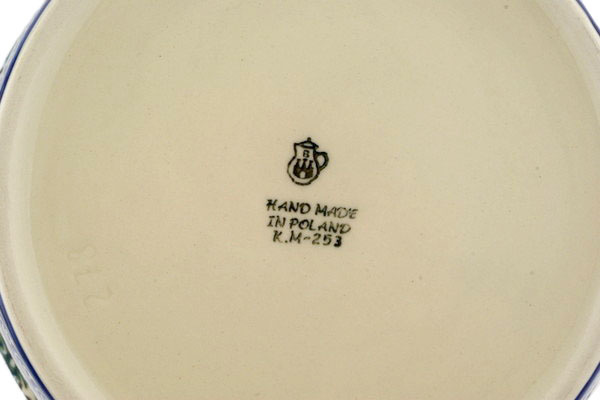 B
HAND MADE
IN POLAND
K.M-253